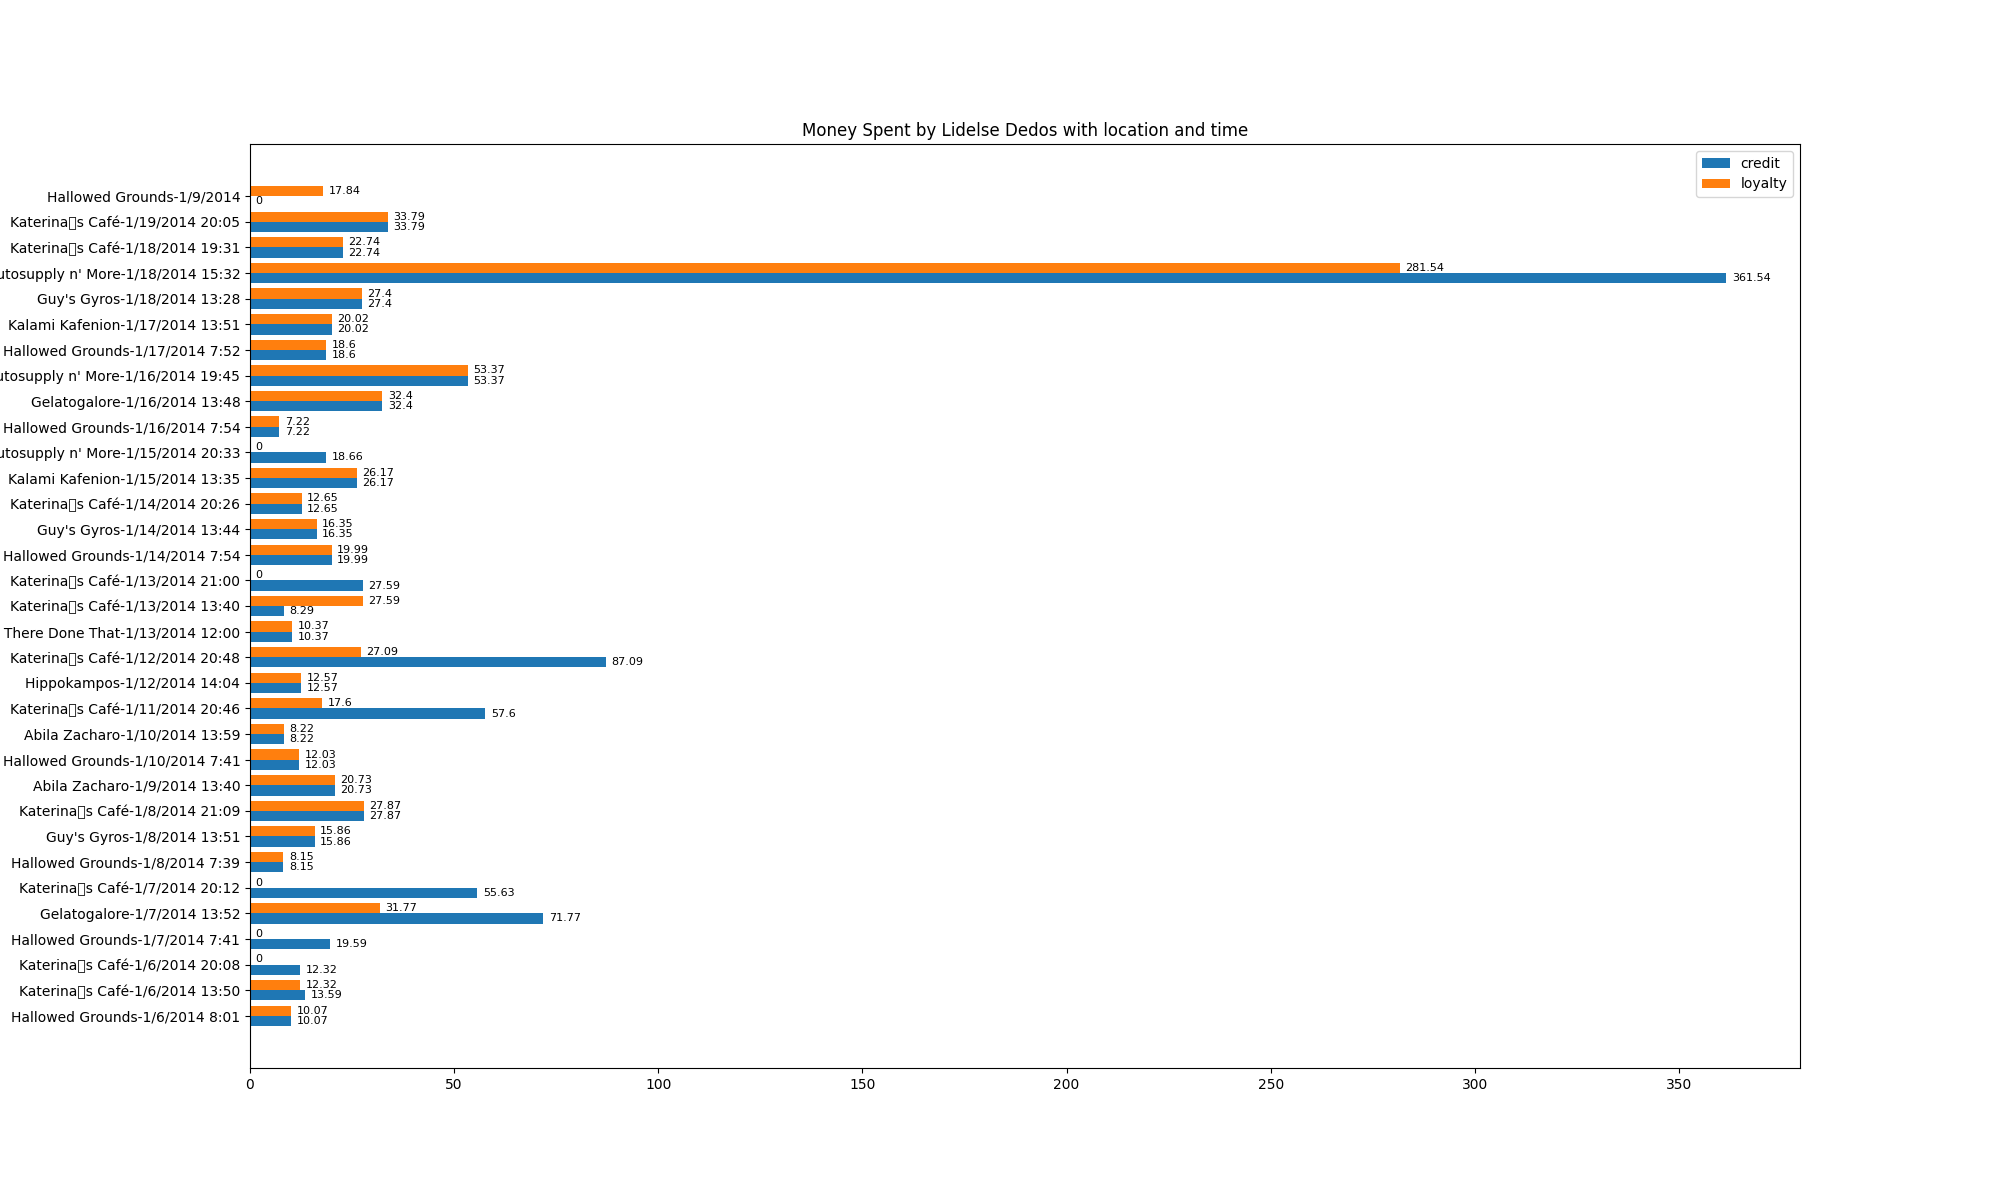 Money Spent by Lidelse Dedos with location and time
credit
loyalty
Hallowed Grounds-1/9/2014
17.84
0
Katerina▯s Café-1/19/2014 20:05
33.79
33.79
Katerina▯s Café-1/18/2014 19:31
22.74
22.74
utosupply n' More-1/18/2014 15:32
281.54
361.54
Guy's Gyros-1/18/2014 13:28
27.4
27.4
Kalami Kafenion-1/17/2014 13:51
20.02
20.02
Hallowed Grounds-1/17/2014 7:52
18.6
18.6
utosupply n' More-1/16/2014 19:45
53.37
53.37
Gelatogalore-1/16/2014 13:48
32.4
32.4
Hallowed Grounds-1/16/2014 7:54
7.22
7.22
utosupply n' More-1/15/2014 20:33
0
18.66
Kalami Kafenion-1/15/2014 13:35
26.17
26.17
Katerina▯s Café-1/14/2014 20:26
12.65
12.65
Guy's Gyros-1/14/2014 13:44
16.35
16.35
Hallowed Grounds-1/14/2014 7:54
19.99
19.99
Katerina▯s Café-1/13/2014 21:00
0
27.59
Katerina▯s Café-1/13/2014 13:40
27.59
8.29
There Done That-1/13/2014 12:00
10.37
10.37
Katerina▯s Café-1/12/2014 20:48
27.09
87.09
Hippokampos-1/12/2014 14:04
12.57
12.57
Katerina▯s Café-1/11/2014 20:46
17.6
57.6
Abila Zacharo-1/10/2014 13:59
8.22
8.22
Hallowed Grounds-1/10/2014 7:41
12.03
12.03
Abila Zacharo-1/9/2014 13:40
20.73
20.73
Katerina▯s Café-1/8/2014 21:09
27.87
27.87
Guy's Gyros-1/8/2014 13:51
15.86
15.86
Hallowed Grounds-1/8/2014 7:39
8.15
8.15
Katerina▯s Café-1/7/2014 20:12
0
55.63
Gelatogalore-1/7/2014 13:52
31.77
71.77
Hallowed Grounds-1/7/2014 7:41
0
19.59
Katerina▯s Café-1/6/2014 20:08
0
12.32
Katerina▯s Café-1/6/2014 13:50
12.32
13.59
Hallowed Grounds-1/6/2014 8:01
10.07
10.07
0 50 100 150 200 250 300 350